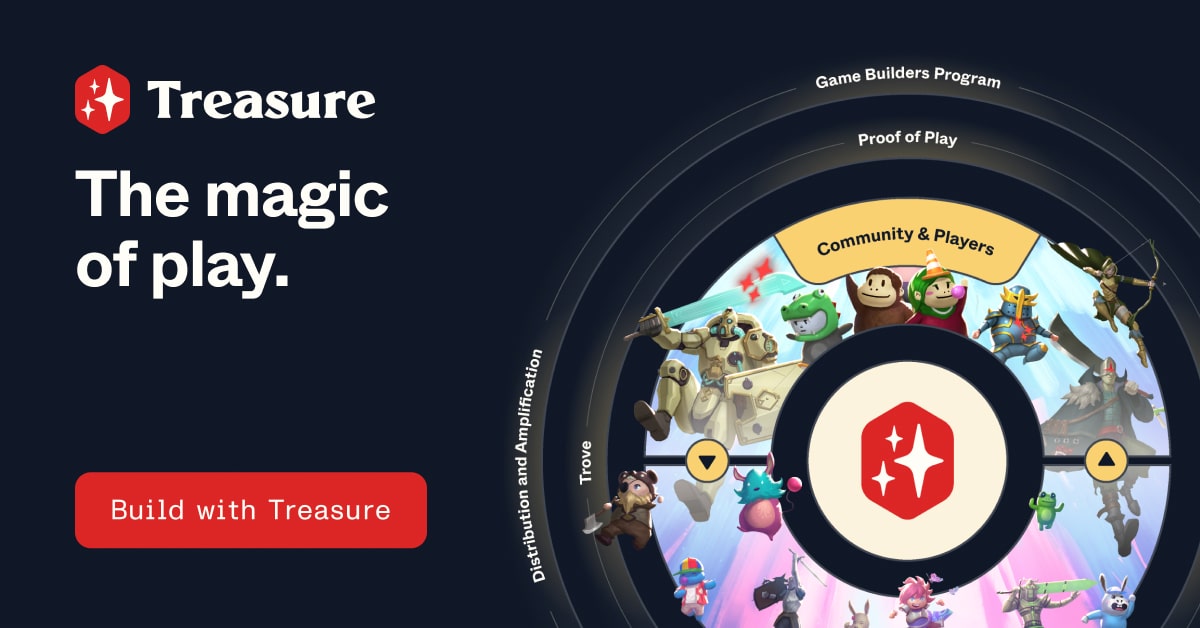 Treasure
The magic
of play.
Build with Treasure
Game Builders Program
Proof of Play
Community & Players
Distribution and Amplification
Trove